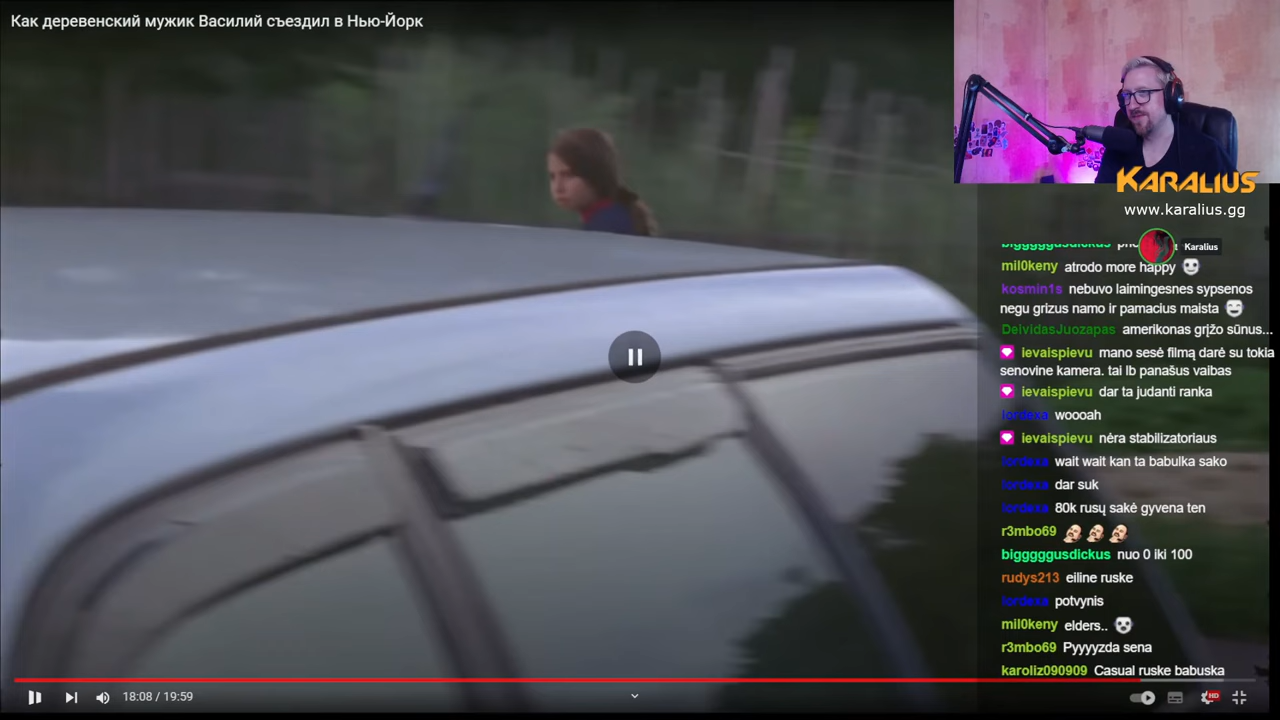 Как деревенский мужик Василий съездил в Нью-Йорк
KARALIUS
www.karalius.gg
Karalius
bigggggusdickus
mil0keny atrodo more happy
kosmin1s nebuvo laimingesnes sypsenos
negu grizus namo ir pamacius maista
DeividasJuozapas amerikonas grįžo sūnus...
ievaispievu mano sesė filmą darė su tokia
senovine kamera. tai lb panašus vaibas
ievaispievu dar ta judanti ranka
lordexa woooah
ievaispievu nėra stabilizatoriaus
lordexa wait wait kan ta babulka sako
lordexa dar suk
lordexa 80k rusų sakė gyvena ten
r3mbo69
bigggggusdickus nuo 0 iki 100
rudys213 eiline ruske
lordexa potvynis
mil0keny elders..
r3mbo69 Pyyyyzda sena
karoliz090909 Casual ruske babuska
18:08 / 19:59
HD